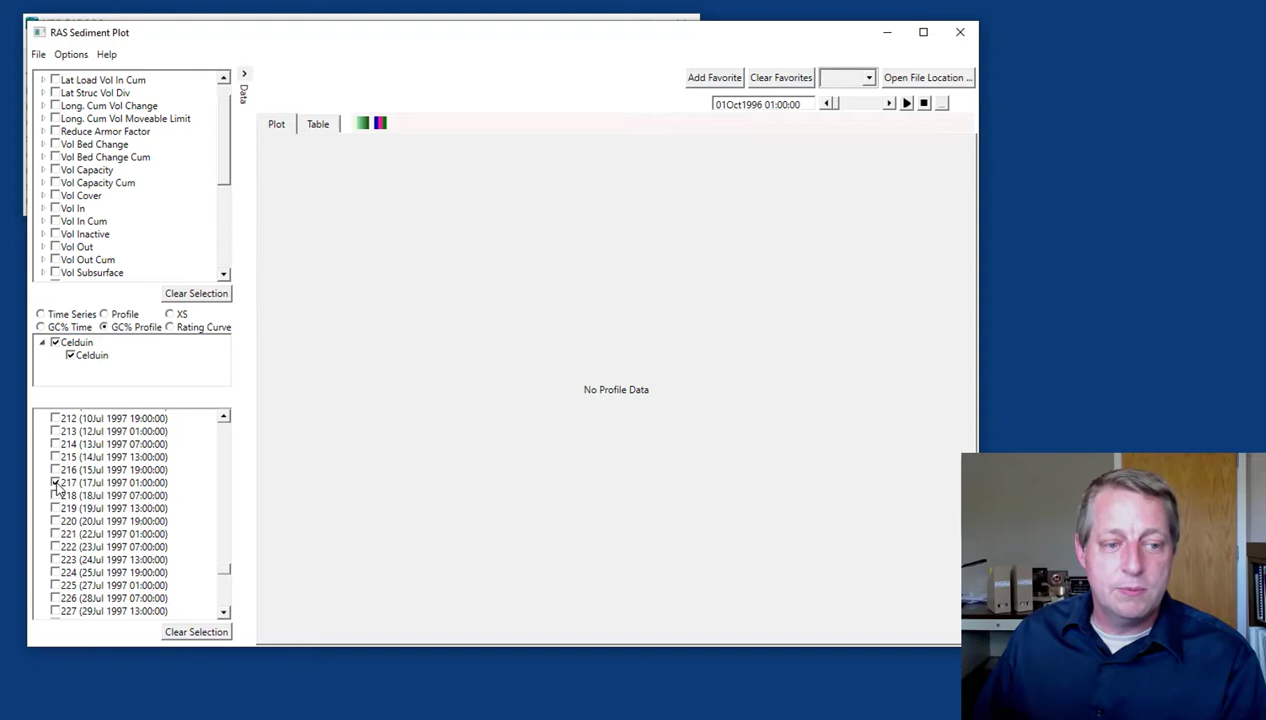 RAS Sediment Plot
File Options Help
Lat Load Vol In Cum
Lat Struc Vol Div
Long. Cum Vol Change
Long. Cum Vol Moveable Limit
Reduce Armor Factor
Vol Bed Change
Vol Bed Change Cum
Vol Capacity
Vol Capacity Cum
Vol Cover
Vol In
Vol In Cum
Vol Inactive
Vol Out
Vol Out Cum
Vol Subsurface
Clear Selection
Time Series Profile XS
GC% Time GC% Profile Rating Curve
Celduin
Celduin
212 (10Jul 1997 19:00:00)
213 (12Jul 1997 01:00:00)
214 (13Jul 1997 07:00:00)
215 (14Jul 1997 13:00:00)
216 (15Jul 1997 19:00:00)
217 (17Jul 1997 01:00:00)
218 (18Jul 1997 07:00:00)
219 (19Jul 1997 13:00:00)
220 (20Jul 1997 19:00:00)
221 (22Jul 1997 01:00:00)
222 (23Jul 1997 07:00:00)
223 (24Jul 1997 13:00:00)
224 (25Jul 1997 19:00:00)
225 (27Jul 1997 01:00:00)
226 (28Jul 1997 07:00:00)
227 (29Jul 1997 13:00:00)
Clear Selection
Data
Add Favorite Clear Favorites Open File Location ...
01Oct1996 01:00:00 ...
Plot Table
No Profile Data